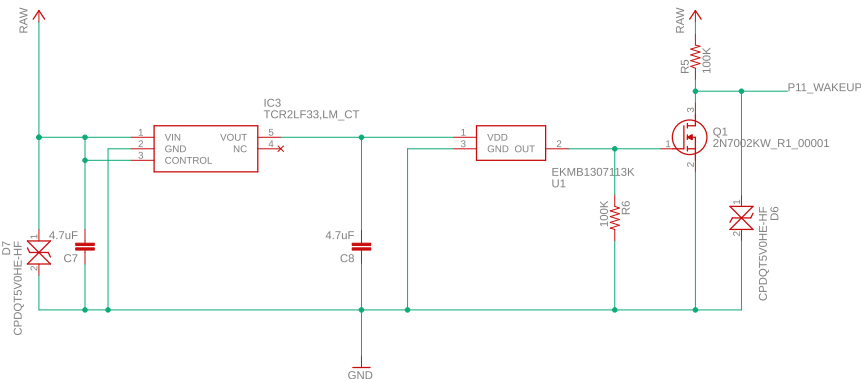 RAW
RAW
R5
100K
P11_WAKEUP
IC3
TCR2LF33,LM_CT
1 VIN VOUT 5
2 GND NC 4
3 CONTROL
1 VDD
3 GND OUT 2
EKMB1307113K
U1
3
1
2
Q1
2N7002KW_R1_00001
100K
R6
1
2
D6
CPDQT5V0HE-HF
D7
CPDQT5V0HE-HF
1
2
4.7uF
C7
4.7uF
C8
GND